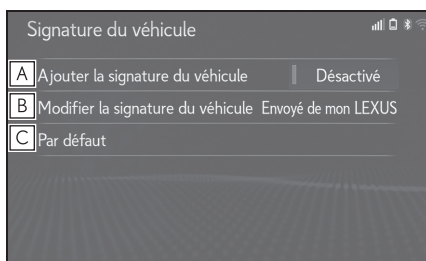 Signature du véhicule
A Ajouter la signature du véhicule Désactivé
B Modifier la signature du véhicule Envoyé de mon LEXUS
C Par défaut